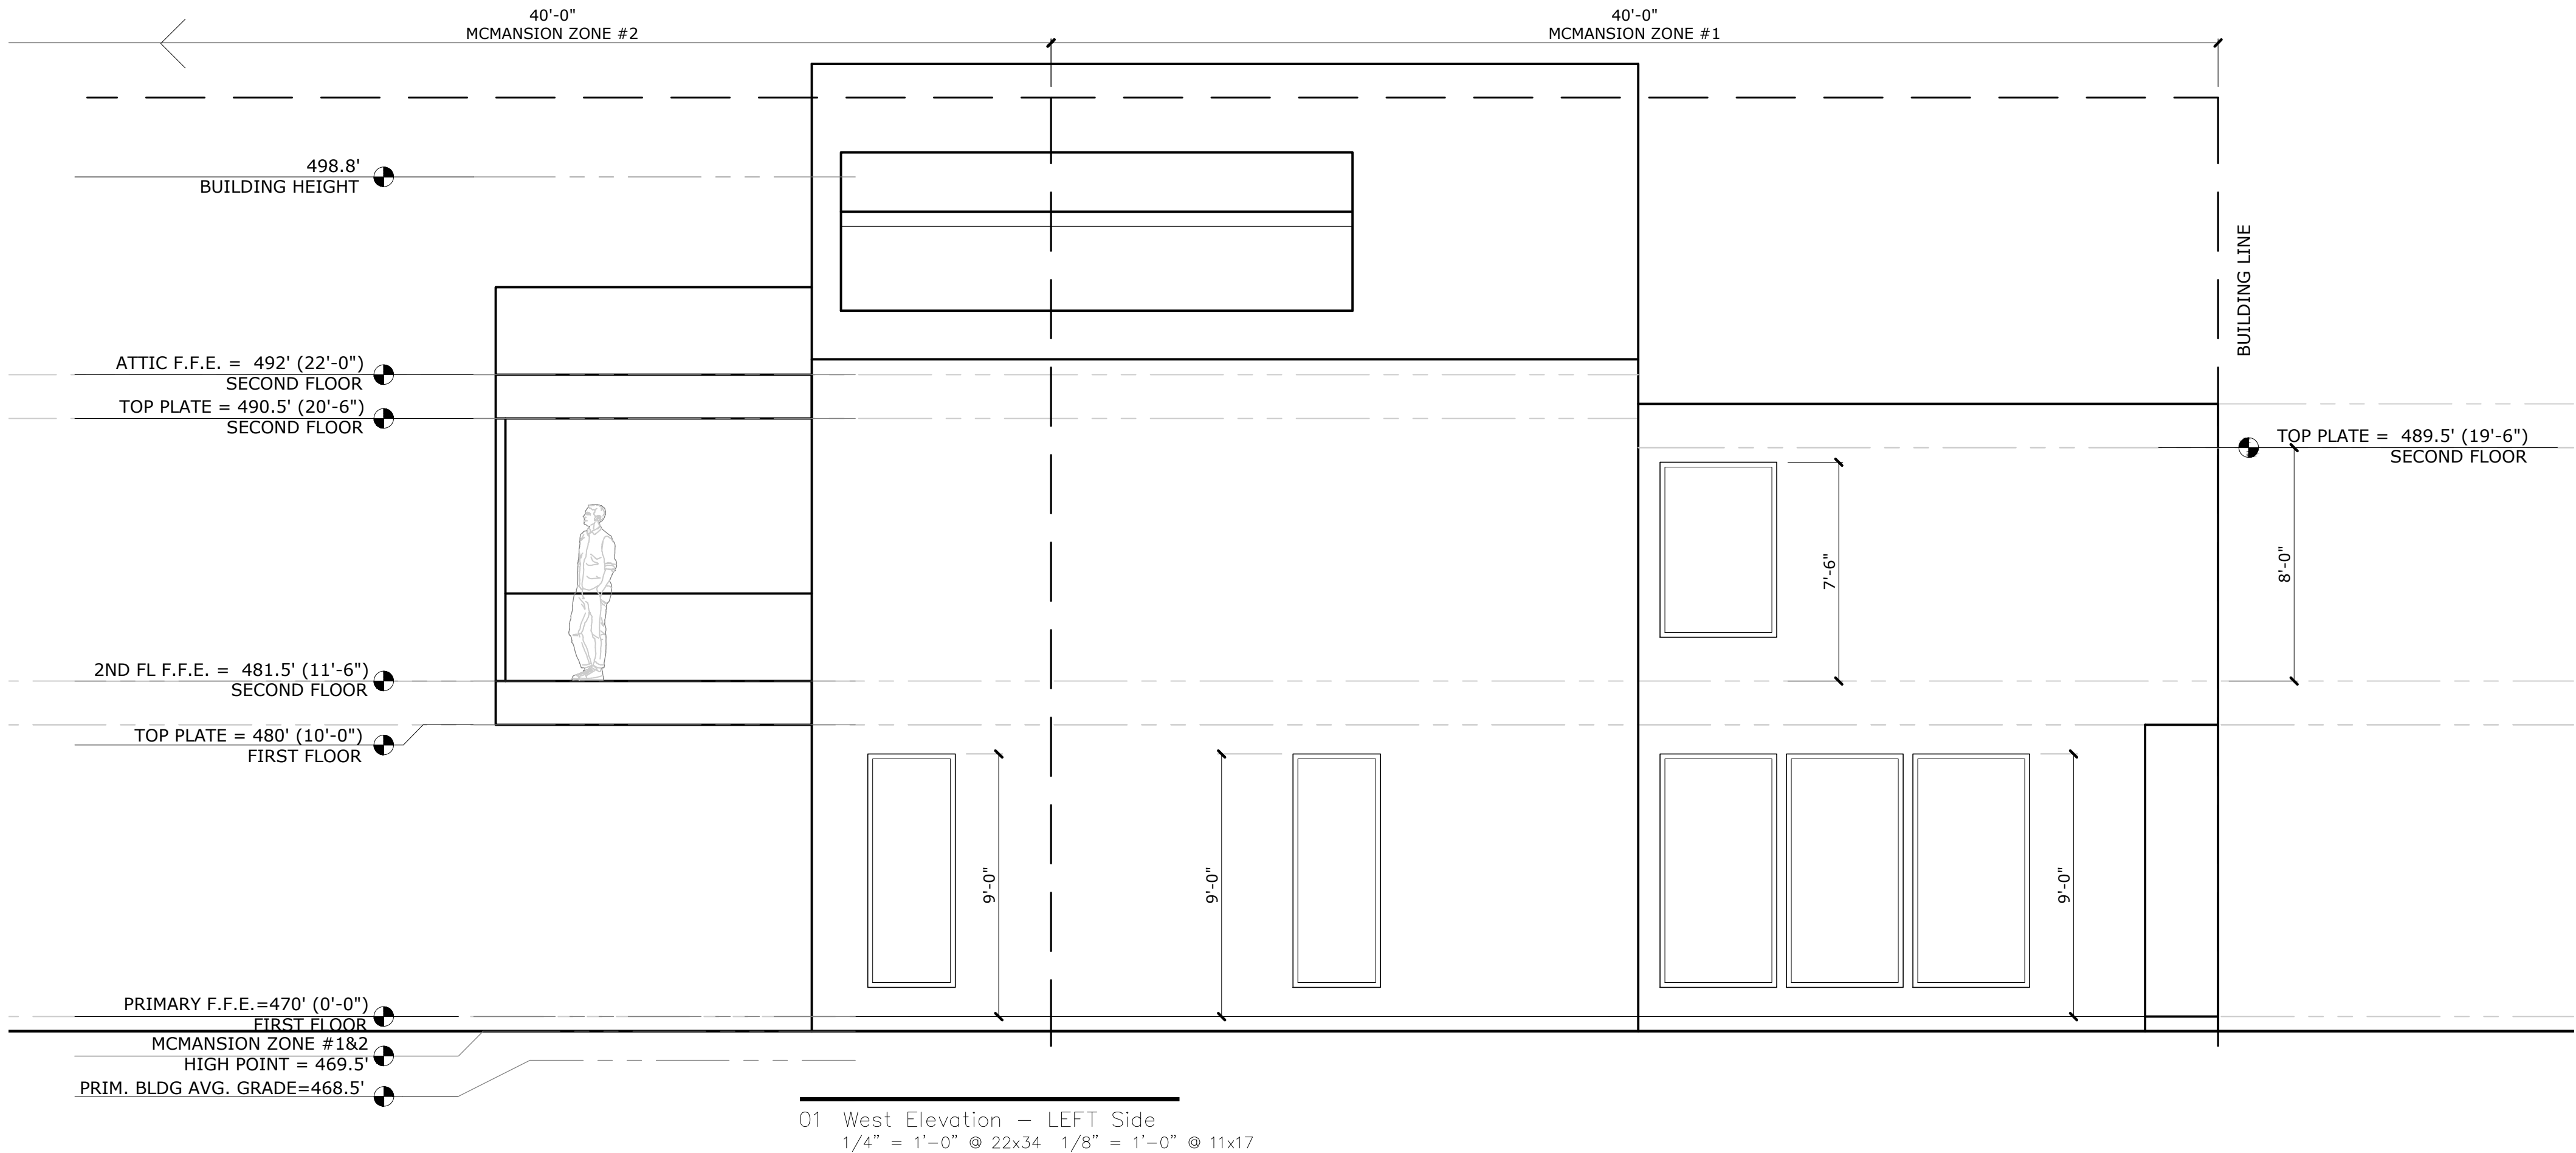 40'-0"
MCMANSION ZONE #2
40'-0"
MCMANSION ZONE #1
498.8'
BUILDING HEIGHT
BUILDING LINE
ATTIC F.F.E. = 492' (22'-0")
SECOND FLOOR
TOP PLATE = 490.5' (20'-6")
SECOND FLOOR
TOP PLATE = 489.5' (19'-6")
SECOND FLOOR
7'-6"
8'-0"
2ND FL F.F.E. = 481.5' (11'-6")
SECOND FLOOR
TOP PLATE = 480' (10'-0")
FIRST FLOOR
9'-0"
9'-0"
9'-0"
PRIMARY F.F.E.=470' (0'-0")
FIRST FLOOR
MCMANSION ZONE #1&2
HIGH POINT = 469.5'
PRIM. BLDG AVG. GRADE=468.5'
01 West Elevation – LEFT Side
1/4" = 1'–0" @ 22x34 1/8" = 1'–0" @ 11x17